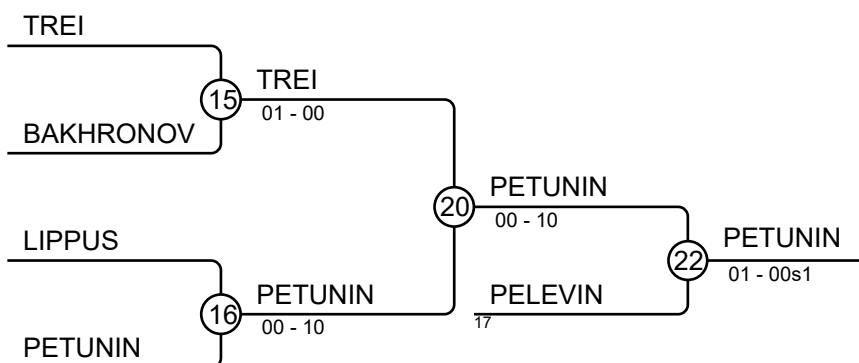 TREI
15
TREI
01 - 00
BAKHRONOV
20
PETUNIN
00 - 10
LIPPUS
22
PETUNIN
01 - 00s1
16
PETUNIN
00 - 10
17
PELEVIN
PETUNIN